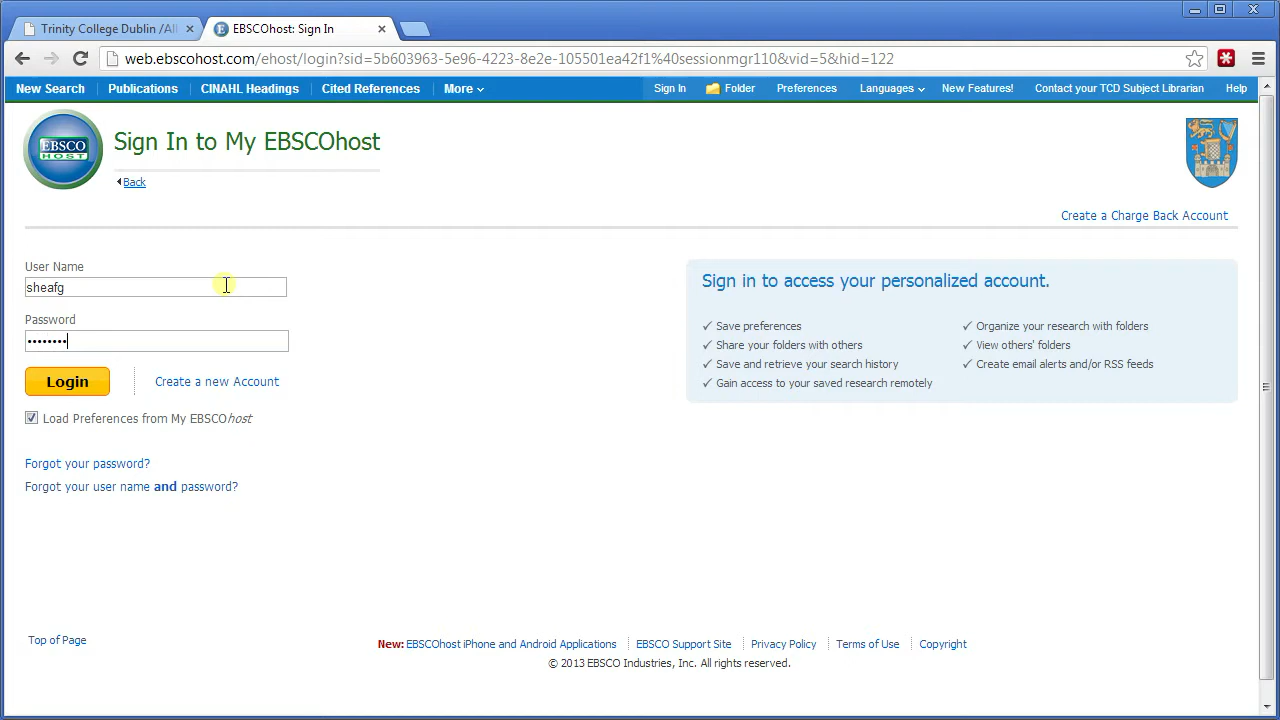 Trinity College Dublin /All
EBSCOhost: Sign In
web.ebscohost.com/ehost/login?sid=5b603963-5e96-4223-8e2e-105501ea42f1%40sessionmgr110&vid=5&hid=122
New Search Publications CINAHL Headings Cited References More Sign In Folder Preferences Languages New Features! Contact your TCD Subject Librarian Help
EBSCO
HOST
Sign In to My EBSCOhost
Back
Create a Charge Back Account
User Name
sheafg
Password
••••••••
Login Create a new Account
Load Preferences from My EBSCOhost
Forgot your password?
Forgot your user name and password?
Sign in to access your personalized account.
Save preferences
Share your folders with others
Save and retrieve your search history
Gain access to your saved research remotely
Organize your research with folders
View others' folders
Create email alerts and/or RSS feeds
Top of Page
New: EBSCOhost iPhone and Android Applications EBSCO Support Site Privacy Policy Terms of Use Copyright
© 2013 EBSCO Industries, Inc. All rights reserved.